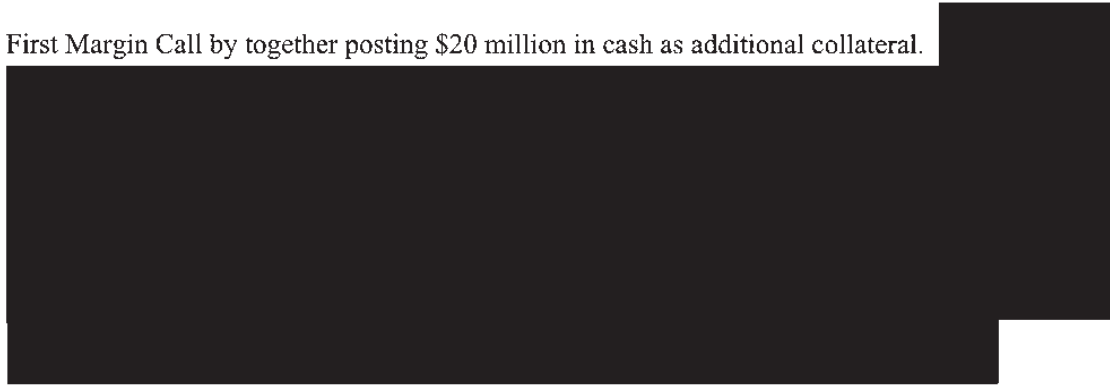 First Margin Call by together posting $20 million in cash as additional collateral.